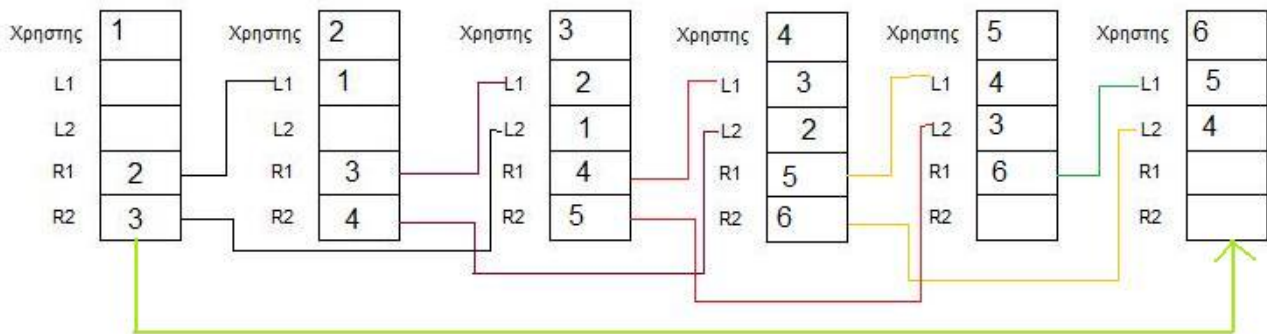 Χρηστης 1 Χρηστης 2 Χρηστης 3 Χρηστης 4 Χρηστης 5 Χρηστης 6
L1 L1 1 L1 2 L1 3 L1 4 L1 5
L2 L2 L2 1 L2 2 L2 3 L2 4
R1 2 R1 3 R1 4 R1 5 R1 6 R1
R2 3 R2 4 R2 5 R2 6 R2 R2